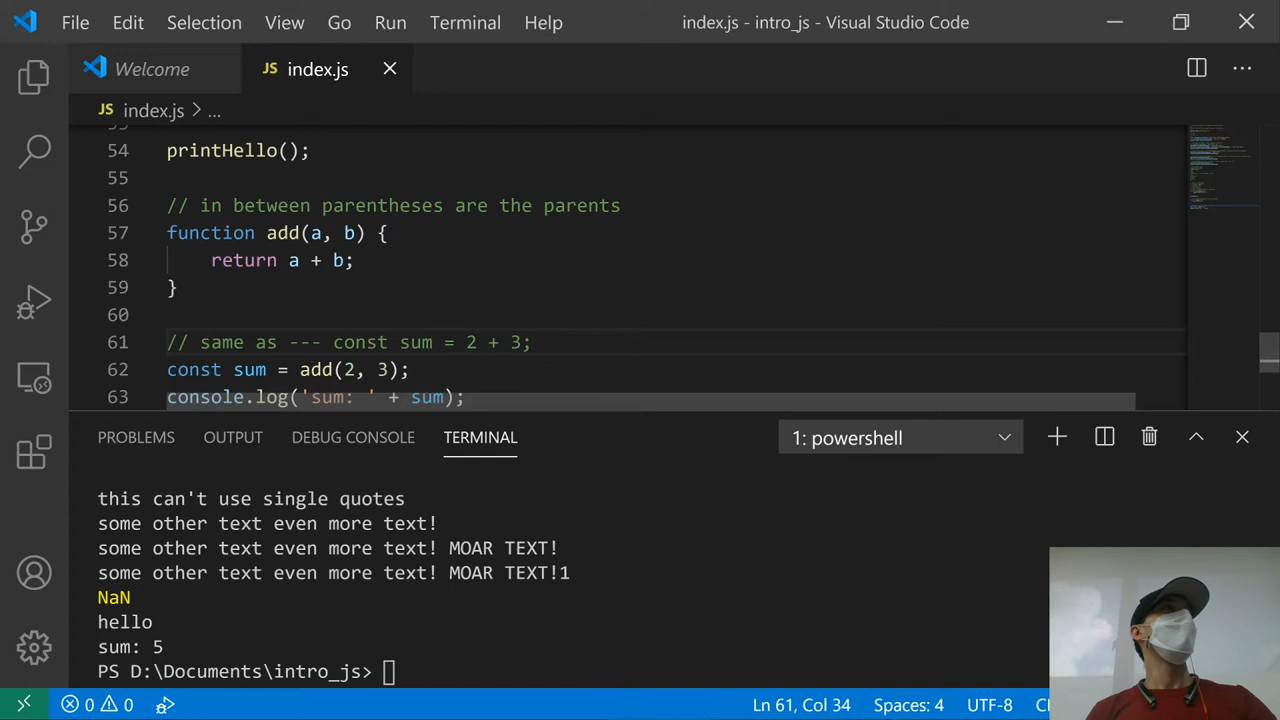 File Edit Selection View Go Run Terminal Help index.js - intro_js - Visual Studio Code
Welcome JS index.js
JS index.js > ...
54 printHello();
55
56 // in between parentheses are the parents
57 function add(a, b) {
58 return a + b;
59 }
60
61 // same as --- const sum = 2 + 3;
62 const sum = add(2, 3);
63 console.log('sum: ' + sum);
PROBLEMS OUTPUT DEBUG CONSOLE TERMINAL 1: powershell
this can't use single quotes
some other text even more text!
some other text even more text! MOAR TEXT!
some other text even more text! MOAR TEXT!1
NaN
hello
sum: 5
PS D:\Documents\intro_js>
0 0 Ln 61, Col 34 Spaces: 4 UTF-8